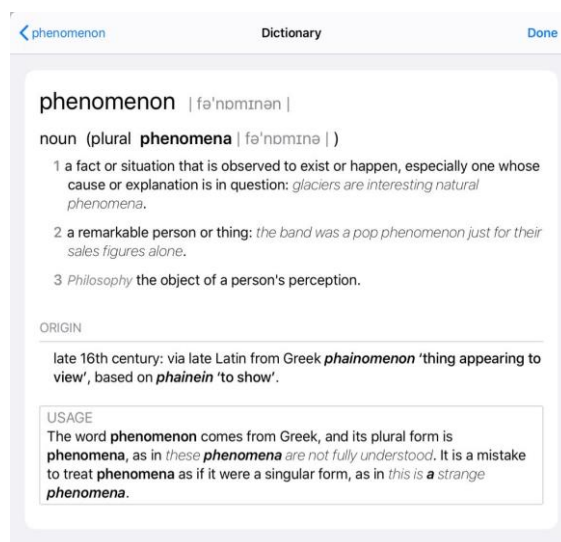 phenomenon Dictionary Done
phenomenon | fəˈnɒmɪnən |
noun (plural phenomena | fəˈnɒmɪnə | )
1 a fact or situation that is observed to exist or happen, especially one whose
cause or explanation is in question: glaciers are interesting natural
phenomena.
2 a remarkable person or thing: the band was a pop phenomenon just for their
sales figures alone.
3 Philosophy the object of a person's perception.
ORIGIN
late 16th century: via late Latin from Greek phainomenon ‘thing appearing to
view’, based on phainein ‘to show’.
USAGE
The word phenomenon comes from Greek, and its plural form is
phenomena, as in these phenomena are not fully understood. It is a mistake
to treat phenomena as if it were a singular form, as in this is a strange
phenomena.